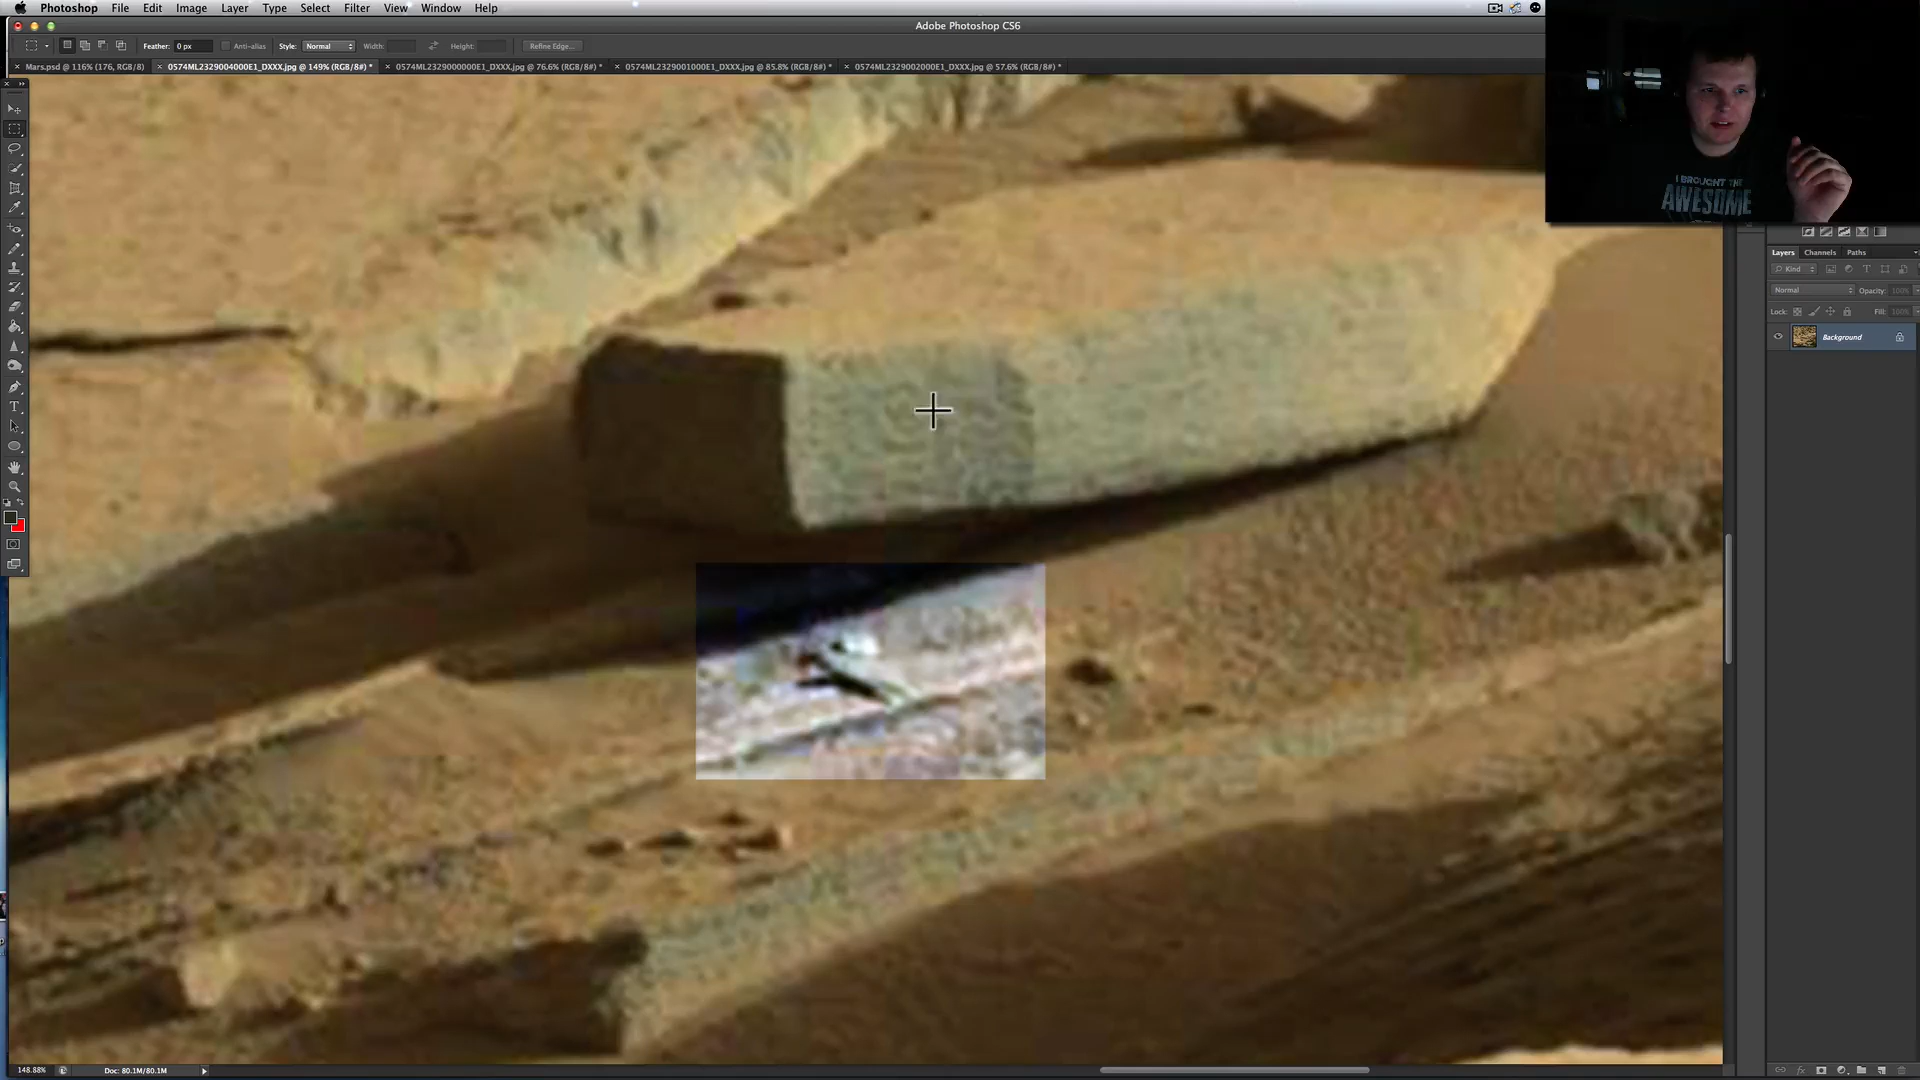 Photoshop File Edit Image Layer Type Select Filter View Window Help
Adobe Photoshop CS6
Feather: 0 px Anti-alias Style: Normal Width: Height: Refine Edge...
Mars.psd @ 116% (176, RGB/8) 0574ML2329004000E1_DXXX.jpg @ 149% (RGB/8#) * 0574ML2329000000E1_DXXX.jpg @ 76.6% (RGB/8#) * 0574ML2329001000E1_DXXX.jpg @ 85.8% (RGB/8#) * 0574ML2329002000E1_DXXX.jpg @ 57.6% (RGB/8#) *
I BROUGHT THE
AWESOME
Layers Channels Paths
Kind
Normal Opacity: 100%
Lock: Fill: 100%
Background
148.88% Doc: 80.1M/80.1M